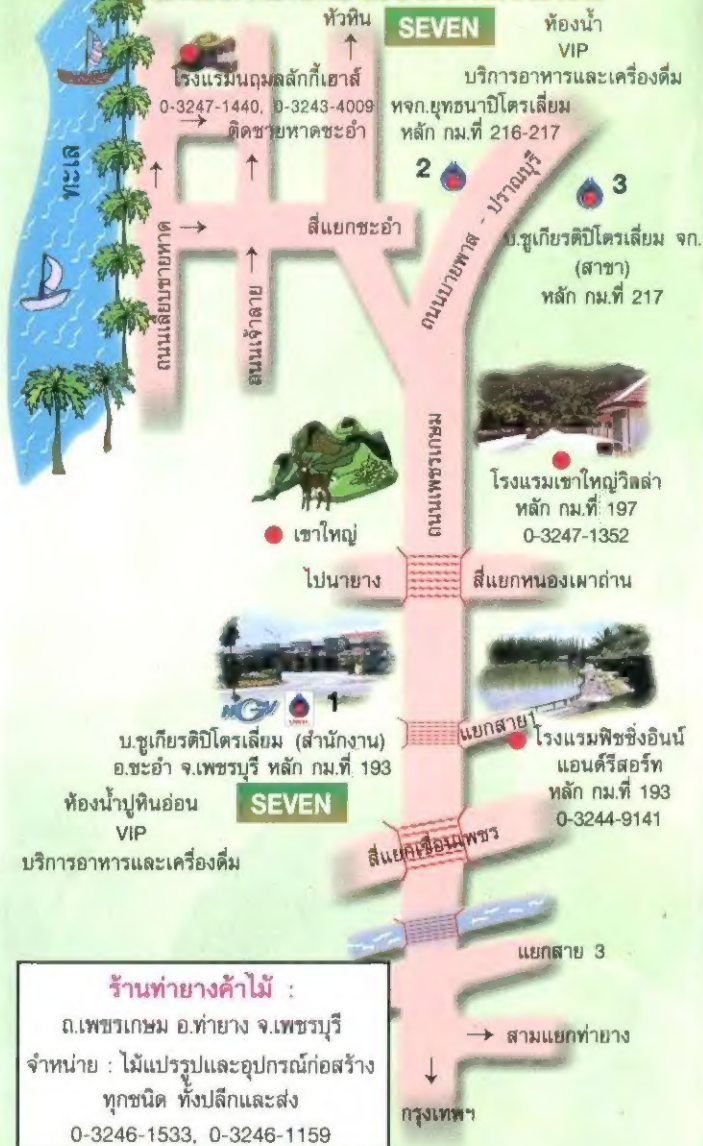 หัวหิน
SEVEN
ห้องน้ำ
VIP
บริการอาหารและเครื่องดื่ม
โรงแรมนฤมลลักกี้เฮาส์
0-3247-1440, 0-3243-4009
ติดชายหาดชะอำ
หจก.ยุทธนาปิโตรเลี่ยม
หลัก กม.ที่ 216-217
2
3
บ.ชูเกียรติปิโตรเลี่ยม จก.
(สาขา)
หลัก กม.ที่ 217
ทะเล
สี่แยกชะอำ
ถนนบายพาส - ปราณบุรี
ถนนเลียบชายหาด
ถนนเจ้าลาย
ถนนเพชรเกษม
โรงแรมเขาใหญ่วิลล่า
หลัก กม.ที่ 197
0-3247-1352
เขาใหญ่
ไปนายาง
สี่แยกหนองเผาถ่าน
NGV
1
บ.ชูเกียรติปิโตรเลี่ยม (สำนักงาน)
อ.ชะอำ จ.เพชรบุรี หลัก กม.ที่ 193
แยกสาย1
โรงแรมฟิชชิ่งอินน์
แอนด์รีสอร์ท
หลัก กม.ที่ 193
0-3244-9141
ห้องน้ำปูหินอ่อน
VIP
บริการอาหารและเครื่องดื่ม
SEVEN
สี่แยกเขื่อนเพชร
แยกสาย 3
สามแยกท่ายาง
กรุงเทพฯ
ร้านท่ายางค้าไม้ :
ถ.เพชรเกษม อ.ท่ายาง จ.เพชรบุรี
จำหน่าย : ไม้แปรรูปและอุปกรณ์ก่อสร้าง
ทุกชนิด ทั้งปลีกและส่ง
0-3246-1533, 0-3246-1159